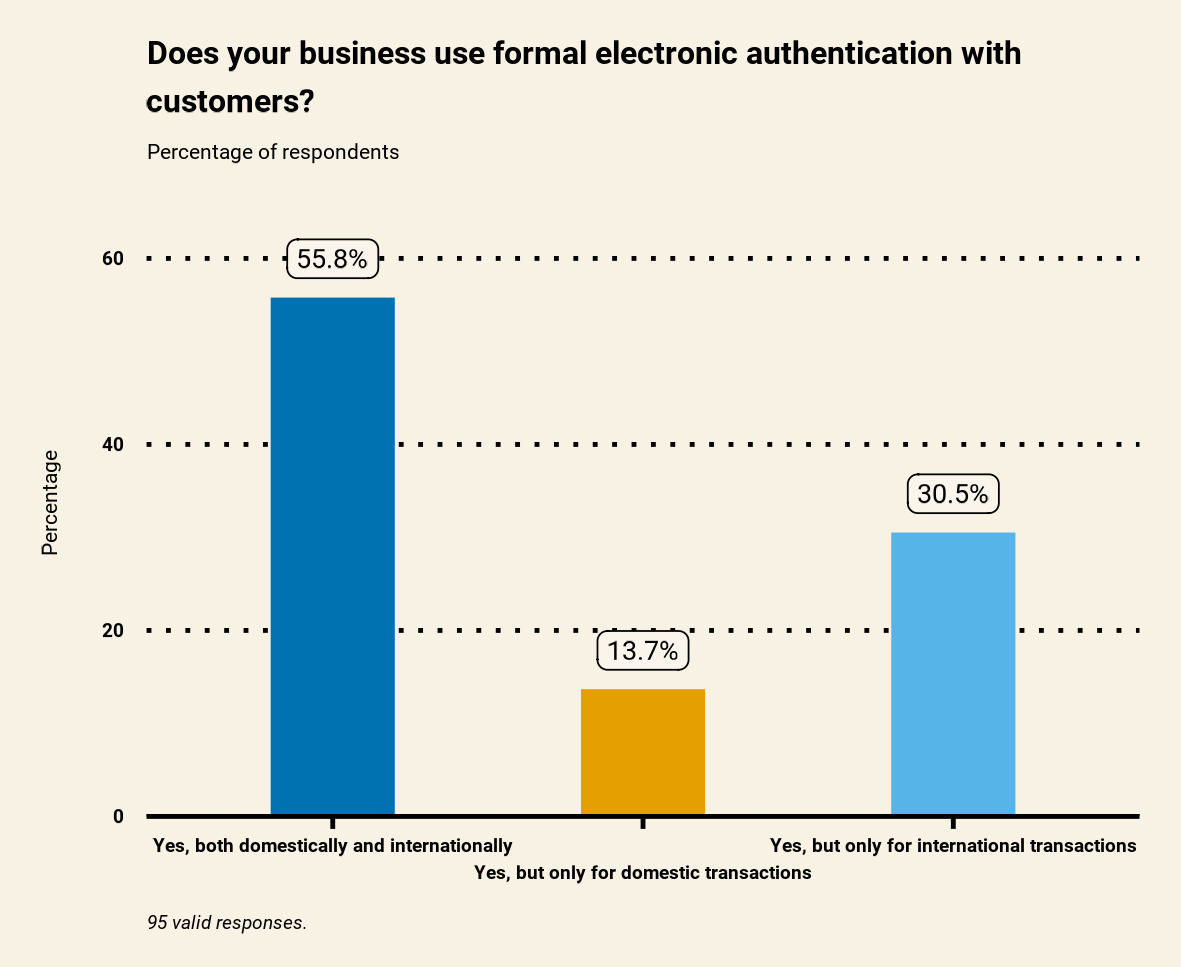 Does your business use formal electronic authentication with
customers?
Percentage of respondents
60
55.8%
40
Percentage
30.5%
20
13.7%
0
Yes, both domestically and internationally
Yes, but only for international transactions
Yes, but only for domestic transactions
95 valid responses.